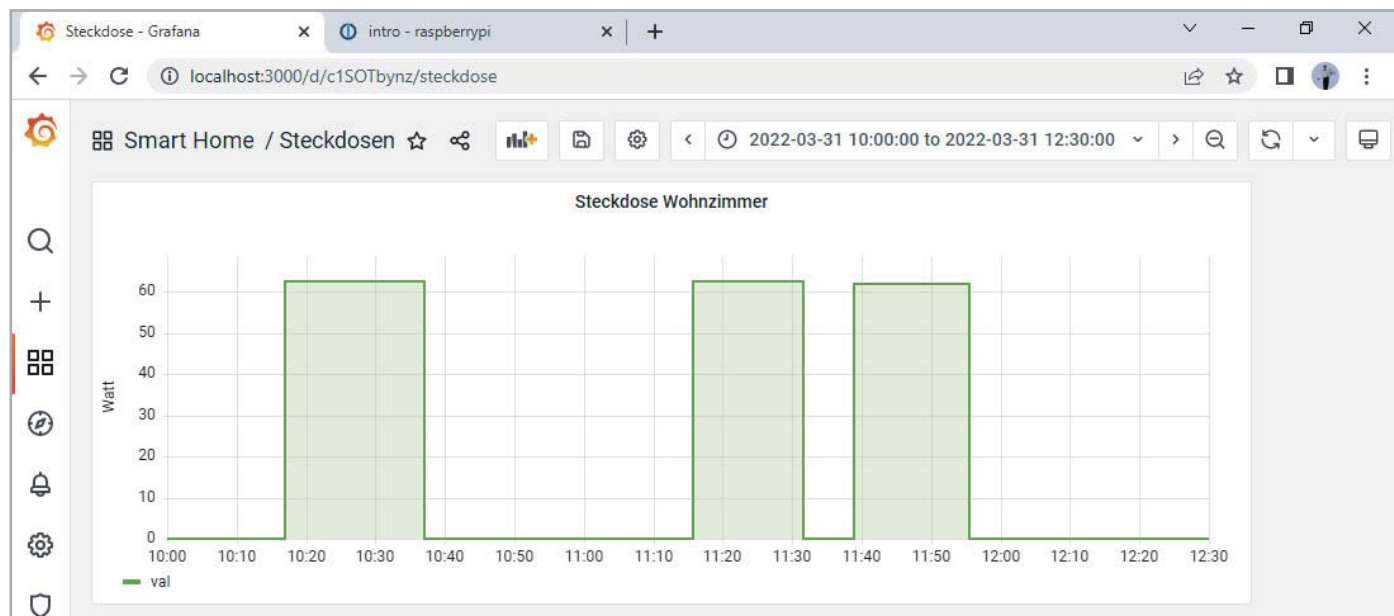 Steckdose - Grafana
intro - raspberrypi
localhost:3000/d/c1SOTbynz/steckdose
Smart Home / Steckdosen
2022-03-31 10:00:00 to 2022-03-31 12:30:00
Steckdose Wohnzimmer
60
50
40
30
20
10
0
Watt
10:00 10:10 10:20 10:30 10:40 10:50 11:00 11:10 11:20 11:30 11:40 11:50 12:00 12:10 12:20 12:30
val